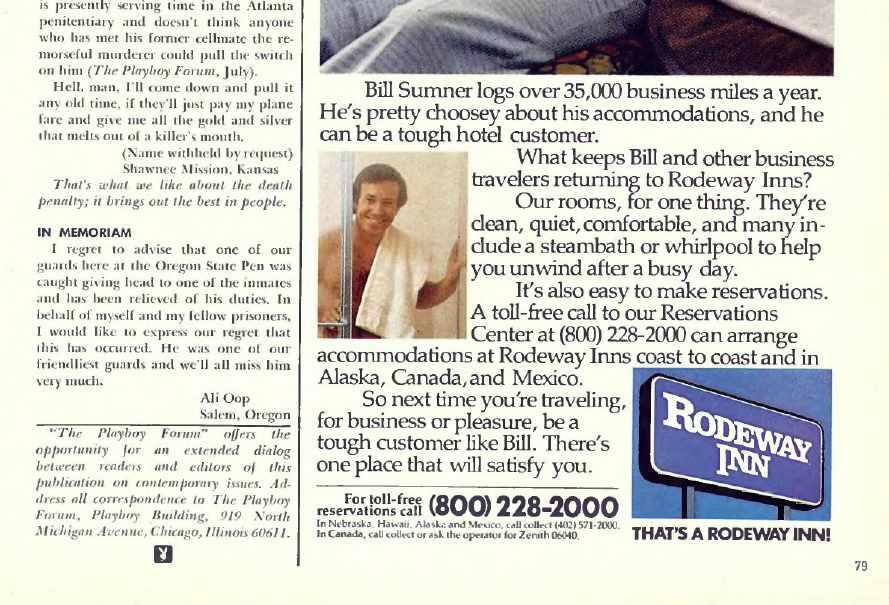 is presently serving time in the Atlanta
penitentiary and doesn't think anyone
who has met his former cellmate the re-
morseful murderer could pull the switch
on him (The Playboy Forum, July).
Hell, man, I'll come down and pull it
any old time, if they'll just pay my plane
fare and give me all the gold and silver
that melts out of a killer's mouth.
(Name withheld by request)
Shawnee Mission, Kansas
That's what we like about the death
penalty; it brings out the best in people.
IN MEMORIAM
I regret to advise that one of our
guards here at the Oregon State Pen was
caught giving head to one of the inmates
and has been relieved of his duties. In
behalf of myself and my fellow prisoners,
I would like to express our regret that
this has occurred. He was one of our
friendliest guards and we'll all miss him
very much.
Ali Oop
Salem, Oregon
"The Playboy Forum" offers the
opportunity for an extended dialog
between readers and editors of this
publication on contemporary issues. Ad-
dress all correspondence to The Playboy
Forum, Playboy Building, 919 North
Michigan Avenue, Chicago, Illinois 60611.
Bill Sumner logs over 35,000 business miles a year.
He's pretty choosey about his accommodations, and he
can be a tough hotel customer.
What keeps Bill and other business
travelers returning to Rodeway Inns?
Our rooms, for one thing. They're
clean, quiet, comfortable, and many in-
clude a steambath or whirlpool to help
you unwind after a busy day.
It's also easy to make reservations.
A toll-free call to our Reservations
Center at (800) 228-2000 can arrange
accommodations at Rodeway Inns coast to coast and in
Alaska, Canada, and Mexico.
So next time you're traveling,
for business or pleasure, be a
tough customer like Bill. There's
one place that will satisfy you.
For toll-free
reservations call (800) 228-2000
In Nebraska, Hawaii, Alaska and Mexico, call collect (402) 571-2000.
In Canada, call collect or ask the operator for Zenith 06040.
RODEWAY
INN
THAT'S A RODEWAY INN!
79